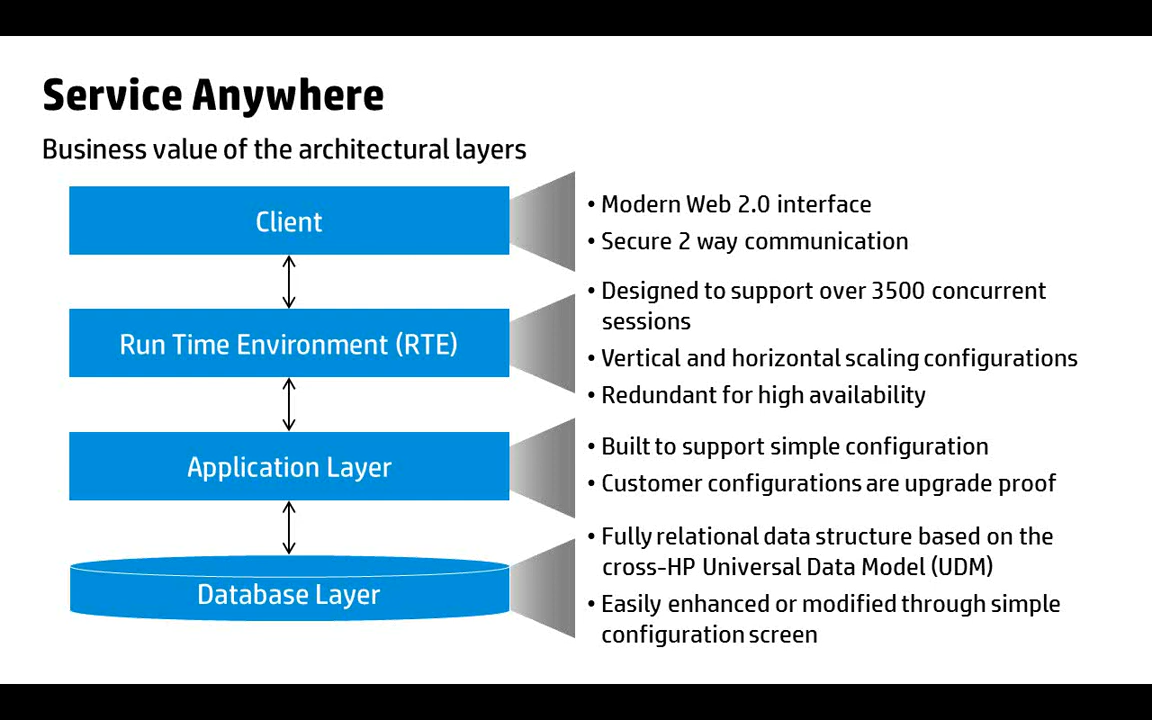 Service Anywhere
Business value of the architectural layers
Client
• Modern Web 2.0 interface
• Secure 2 way communication
Run Time Environment (RTE)
• Designed to support over 3500 concurrent
sessions
• Vertical and horizontal scaling configurations
• Redundant for high availability
Application Layer
• Built to support simple configuration
• Customer configurations are upgrade proof
Database Layer
• Fully relational data structure based on the
cross-HP Universal Data Model (UDM)
• Easily enhanced or modified through simple
configuration screen